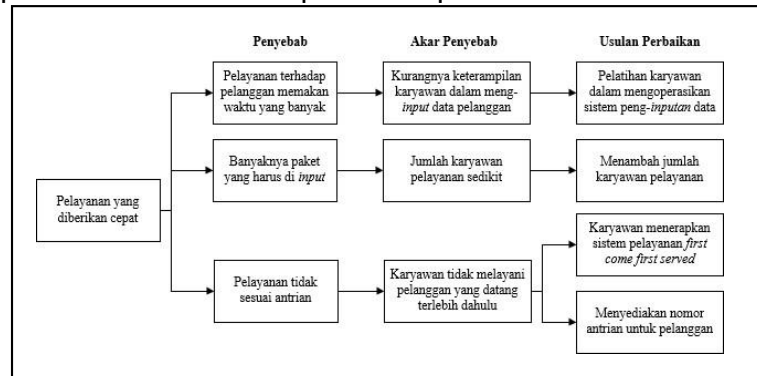 Penyebab
Akar Penyebab
Usulan Perbaikan
Pelayanan terhadap
pelanggan memakan
waktu yang banyak
Kurangnya keterampilan
karyawan dalam meng-
input data pelanggan
Pelatihan karyawan
dalam mengoperasikan
sistem peng-inputan data
Banyaknya paket
yang harus di input
Jumlah karyawan
pelayanan sedikit
Menambah jumlah
karyawan pelayanan
Pelayanan yang
diberikan cepat
Karyawan menerapkan
sistem pelayanan first
come first served
Pelayanan tidak
sesuai antrian
Karyawan tidak melayani
pelanggan yang datang
terlebih dahulu
Menyediakan nomor
antrian untuk pelanggan